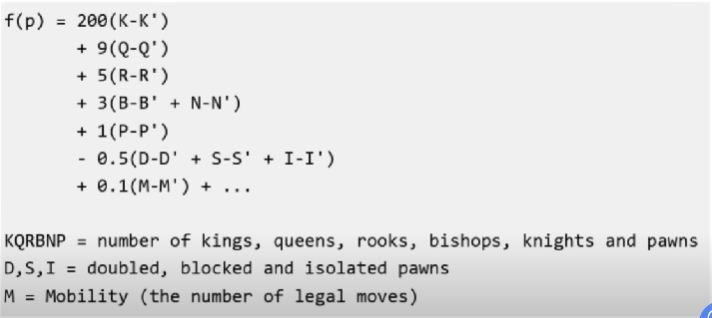 f(p) = 200(K-K')
+ 9(Q-Q')
+ 5(R-R')
+ 3(B-B' + N-N')
+ 1(P-P')
- 0.5(D-D' + S-S' + I-I')
+ 0.1(M-M') + ...
KQRBNP = number of kings, queens, rooks, bishops, knights and pawns
D,S,I = doubled, blocked and isolated pawns
M = Mobility (the number of legal moves)